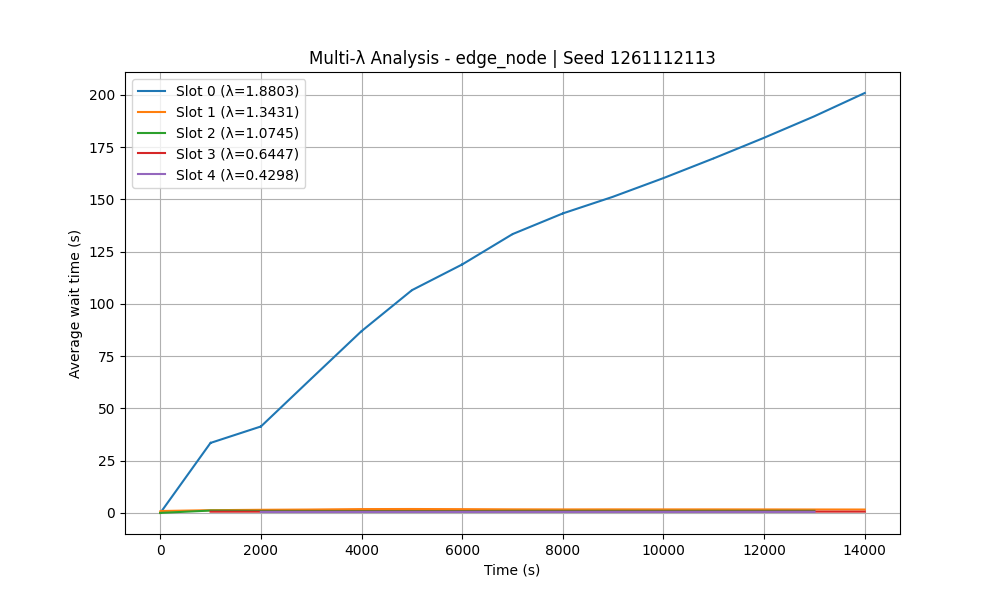 Multi-λ Analysis - edge_node | Seed 1261112113
Slot 0 (λ=1.8803)
Slot 1 (λ=1.3431)
Slot 2 (λ=1.0745)
Slot 3 (λ=0.6447)
Slot 4 (λ=0.4298)
Average wait time (s)
200
175
150
125
100
75
50
25
0
0 2000 4000 6000 8000 10000 12000 14000
Time (s)